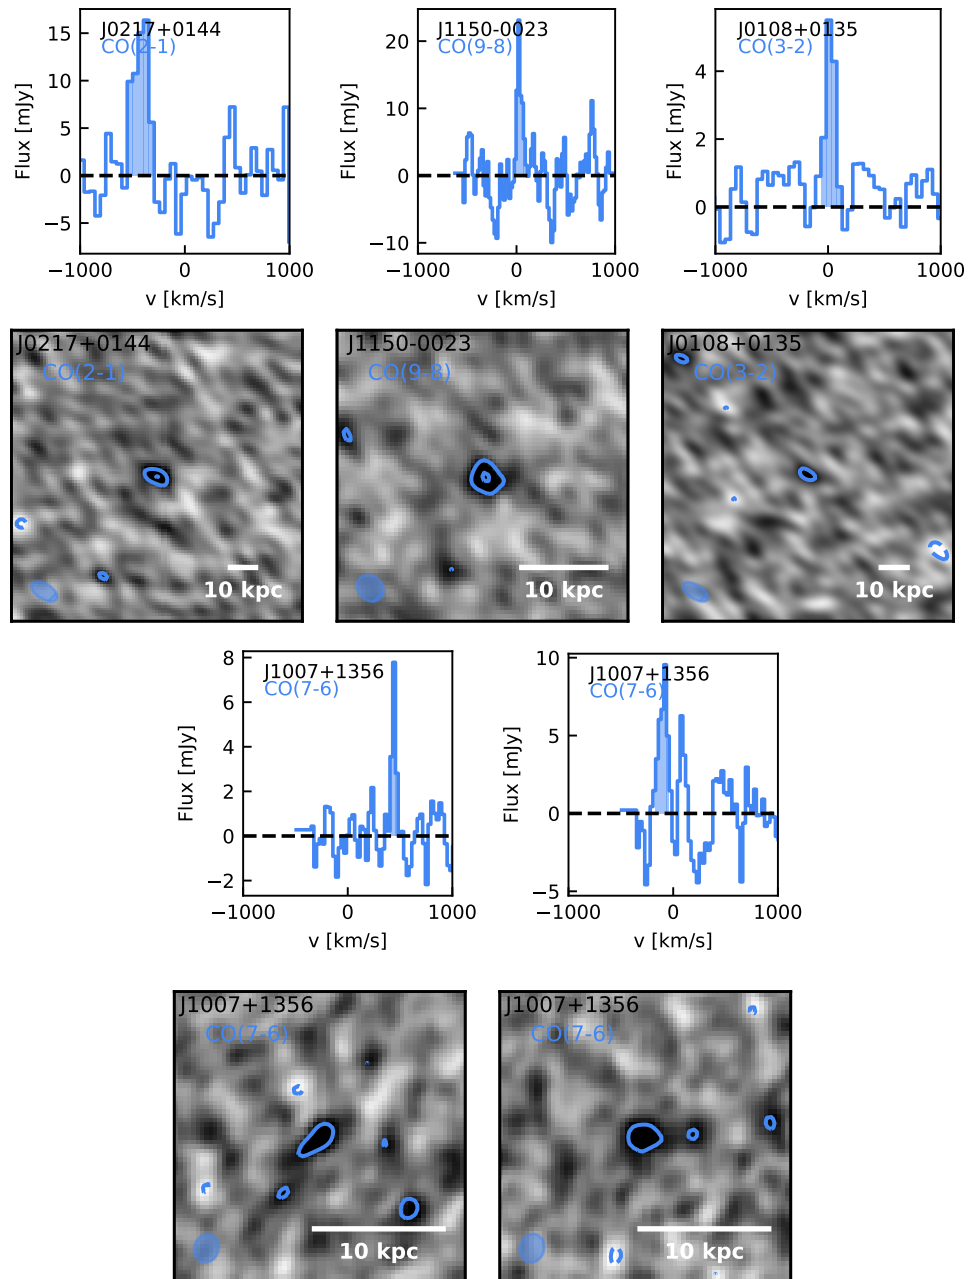 J0217+0144
CO(2-1)
Flux [mJy]
15
10
5
0
−5
−1000 0 1000
v [km/s]
J1150-0023
CO(9-8)
Flux [mJy]
20
10
0
−10
−1000 0 1000
v [km/s]
J0108+0135
CO(3-2)
Flux [mJy]
4
2
0
−1000 0 1000
v [km/s]
J0217+0144
CO(2-1)
10 kpc
J1150-0023
CO(9-8)
10 kpc
J0108+0135
CO(3-2)
10 kpc
J1007+1356
CO(7-6)
Flux [mJy]
8
6
4
2
0
−2
−1000 0 1000
v [km/s]
J1007+1356
CO(7-6)
Flux [mJy]
10
5
0
−5
−1000 0 1000
v [km/s]
J1007+1356
CO(7-6)
10 kpc
J1007+1356
CO(7-6)
10 kpc